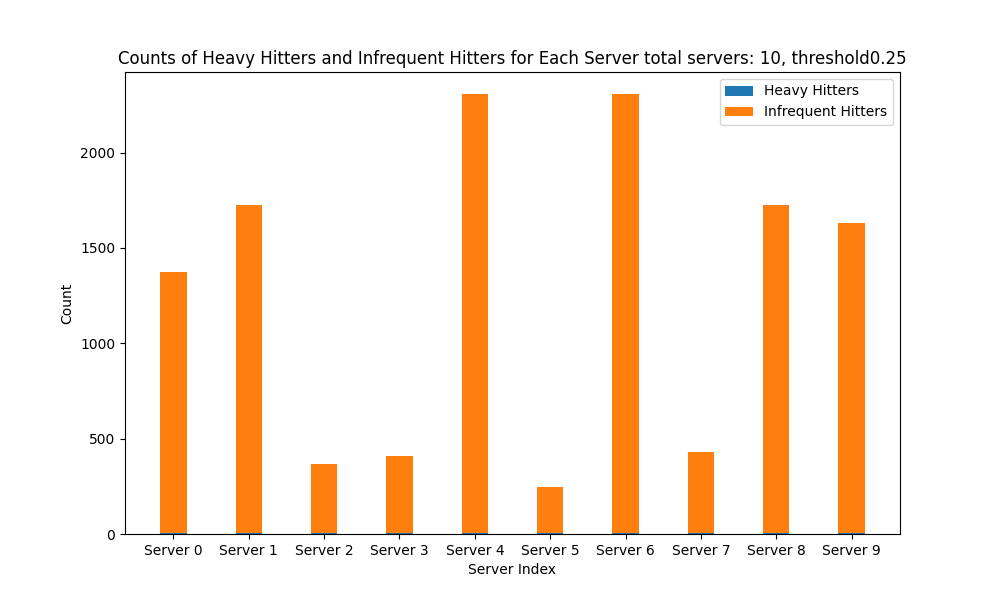 Counts of Heavy Hitters and Infrequent Hitters for Each Server total servers: 10, threshold0.25
Heavy Hitters
Infrequent Hitters
2000
1500
1000
500
0
Count
Server 0 Server 1 Server 2 Server 3 Server 4 Server 5 Server 6 Server 7 Server 8 Server 9
Server Index